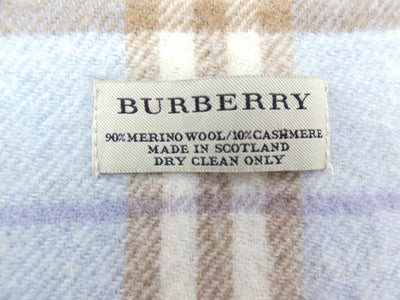 BURBERRY
90% MERINO WOOL/10% CASHMERE
MADE IN SCOTLAND
DRY CLEAN ONLY